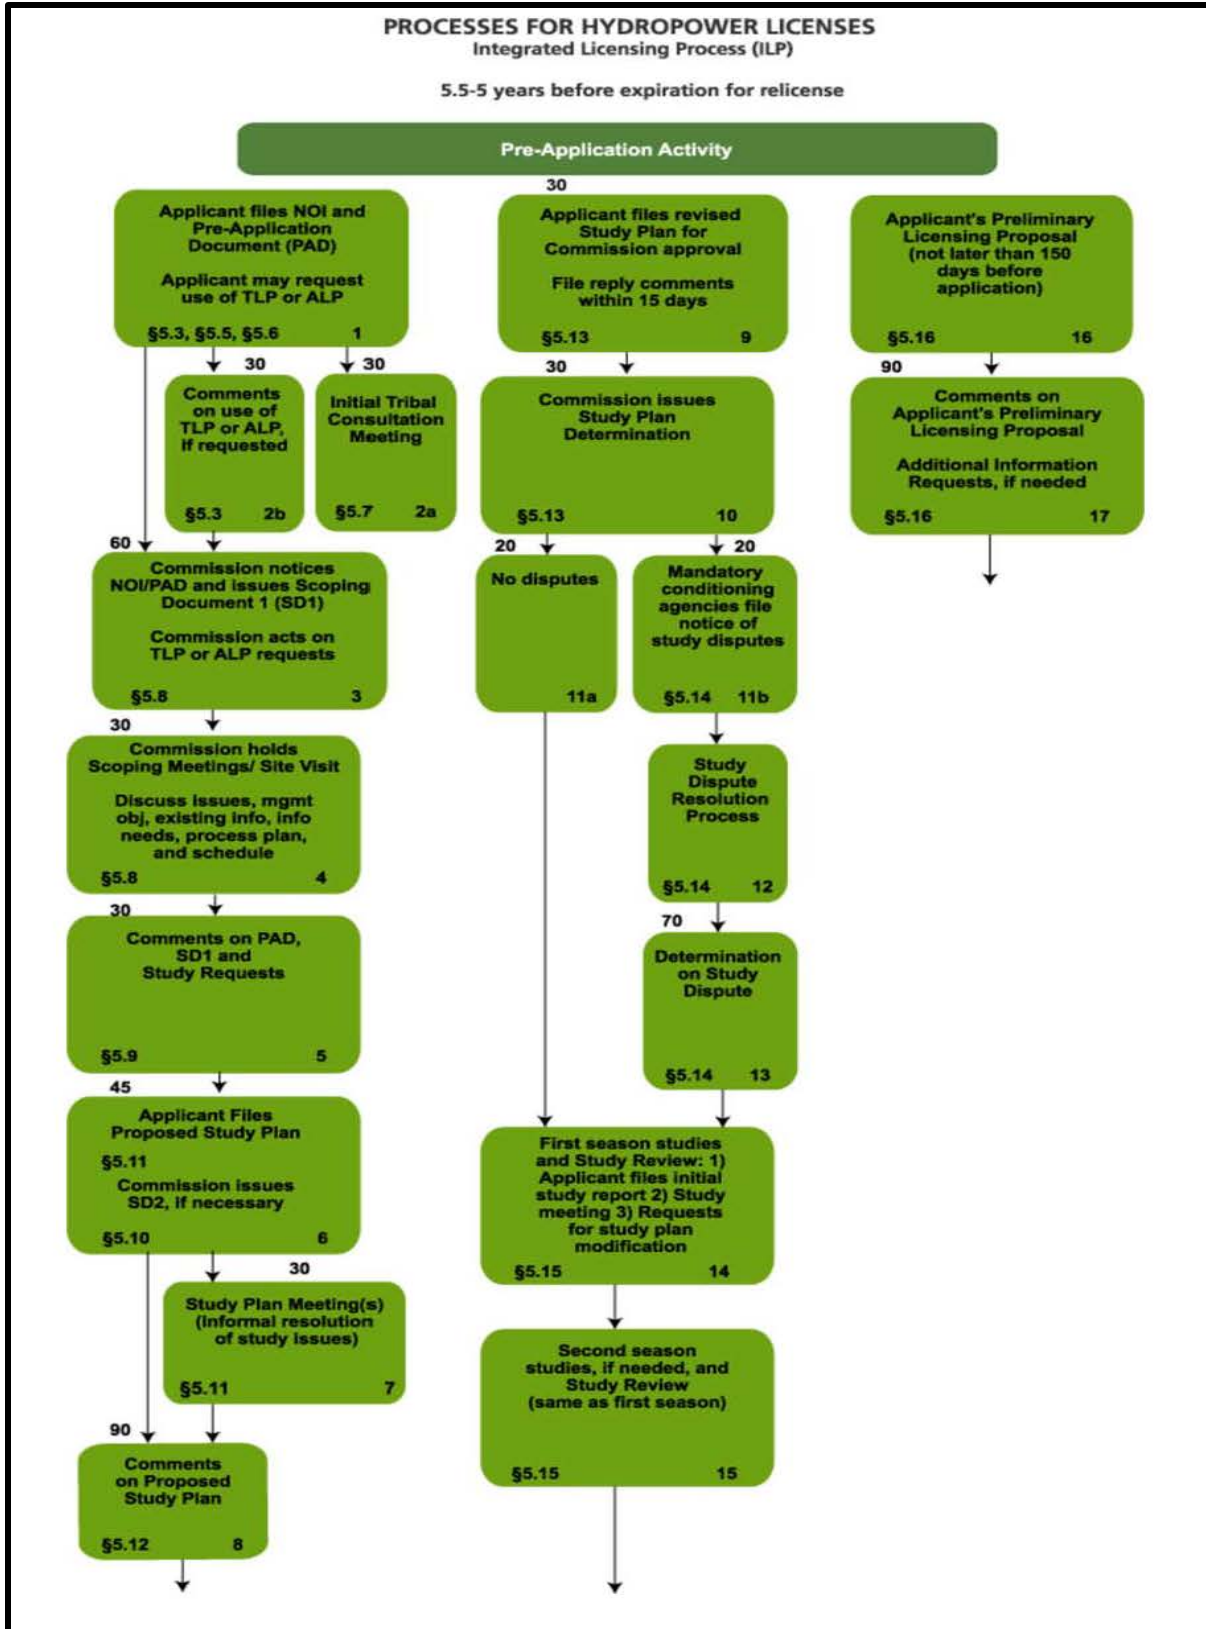 PROCESSES FOR HYDROPOWER LICENSES
Integrated Licensing Process (ILP)
5.5-5 years before expiration for relicense
Pre-Application Activity
Applicant files NOI and
Pre-Application
Document (PAD)
Applicant may request
use of TLP or ALP
§5.3, §5.5, §5.6 1
30
Comments
on use of
TLP or ALP,
if requested
§5.3 2b
30
Initial Tribal
Consultation
Meeting
§5.7 2a
60
Commission notices
NOI/PAD and issues Scoping
Document 1 (SD1)
Commission acts on
TLP or ALP requests
§5.8 3
30
Commission holds
Scoping Meetings/ Site Visit
Discuss issues, mgmt
obj, existing info, info
needs, process plan,
and schedule
§5.8 4
30
Comments on PAD,
SD1 and
Study Requests
§5.9 5
45
Applicant Files
Proposed Study Plan
§5.11
Commission issues
SD2, if necessary
§5.10 6
30
Study Plan Meeting(s)
(Informal resolution
of study issues)
§5.11 7
90
Comments
on Proposed
Study Plan
§5.12 8
30
Applicant files revised
Study Plan for
Commission approval
File reply comments
within 15 days
§5.13 9
30
Commission issues
Study Plan
Determination
§5.13 10
20
No disputes
11a
20
Mandatory
conditioning
agencies file
notice of
study disputes
§5.14 11b
Study
Dispute
Resolution
Process
§5.14 12
70
Determination
on Study
Dispute
§5.14 13
First season studies
and Study Review: 1)
Applicant files initial
study report 2) Study
meeting 3) Requests
for study plan
modification
§5.15 14
Second season
studies, if needed, and
Study Review
(same as first season)
§5.15 15
Applicant's Preliminary
Licensing Proposal
(not later than 150
days before
application)
§5.16 16
90
Comments on
Applicant's Preliminary
Licensing Proposal
Additional Information
Requests, if needed
§5.16 17